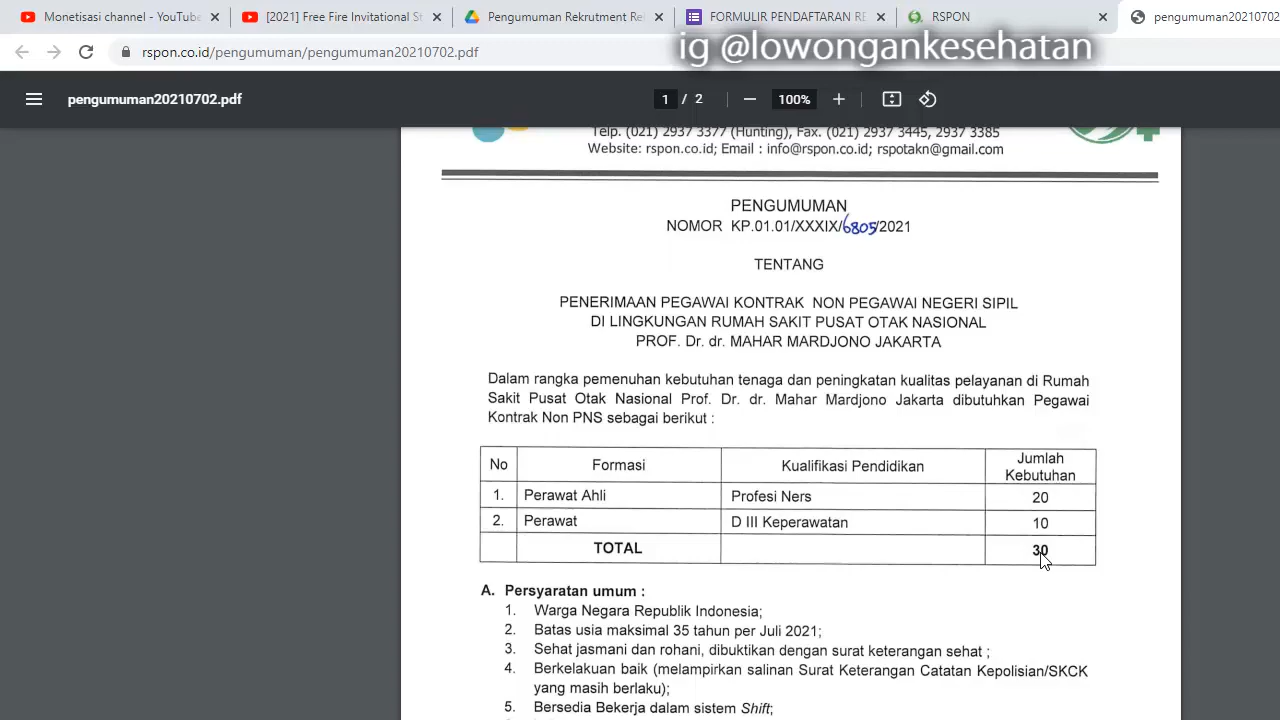 Monetisasi channel - YouTube
[2021] Free Fire Invitational St
Pengumuman Rekrutment Re
FORMULIR PENDAFTARAN RE
RSPON
pengumuman20210702
rspon.co.id/pengumuman/pengumuman20210702.pdf
ig @lowongankesehatan
pengumuman20210702.pdf
1 / 2
100%
Telp. (021) 2937 3377 (Hunting), Fax. (021) 2937 3445, 2937 3385
Website: rspon.co.id; Email : info@rspon.co.id; rspotakn@gmail.com
PENGUMUMAN
NOMOR KP.01.01/XXXIX/6805/2021
TENTANG
PENERIMAAN PEGAWAI KONTRAK NON PEGAWAI NEGERI SIPIL
DI LINGKUNGAN RUMAH SAKIT PUSAT OTAK NASIONAL
PROF. Dr. dr. MAHAR MARDJONO JAKARTA
Dalam rangka pemenuhan kebutuhan tenaga dan peningkatan kualitas pelayanan di Rumah
Sakit Pusat Otak Nasional Prof. Dr. dr. Mahar Mardjono Jakarta dibutuhkan Pegawai
Kontrak Non PNS sebagai berikut :
No Formasi Kualifikasi Pendidikan Jumlah Kebutuhan
1. Perawat Ahli Profesi Ners 20
2. Perawat D III Keperawatan 10
TOTAL 30
A. Persyaratan umum :
1. Warga Negara Republik Indonesia;
2. Batas usia maksimal 35 tahun per Juli 2021;
3. Sehat jasmani dan rohani, dibuktikan dengan surat keterangan sehat ;
4. Berkelakuan baik (melampirkan salinan Surat Keterangan Catatan Kepolisian/SKCK
yang masih berlaku);
5. Bersedia Bekerja dalam sistem Shift;